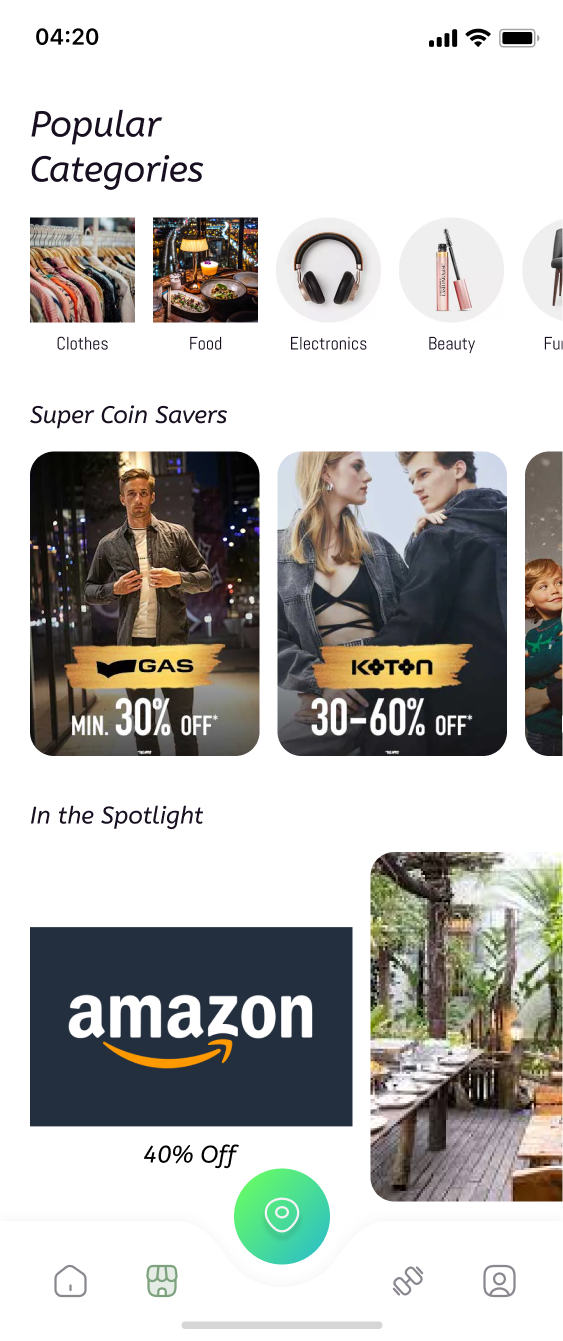 04:20
Popular
Categories
Clothes
Food
Electronics
Beauty
Fur
Super Coin Savers
GAS
MIN. 30% OFF*
KOTON
30-60% OFF*
In the Spotlight
amazon
40% Off